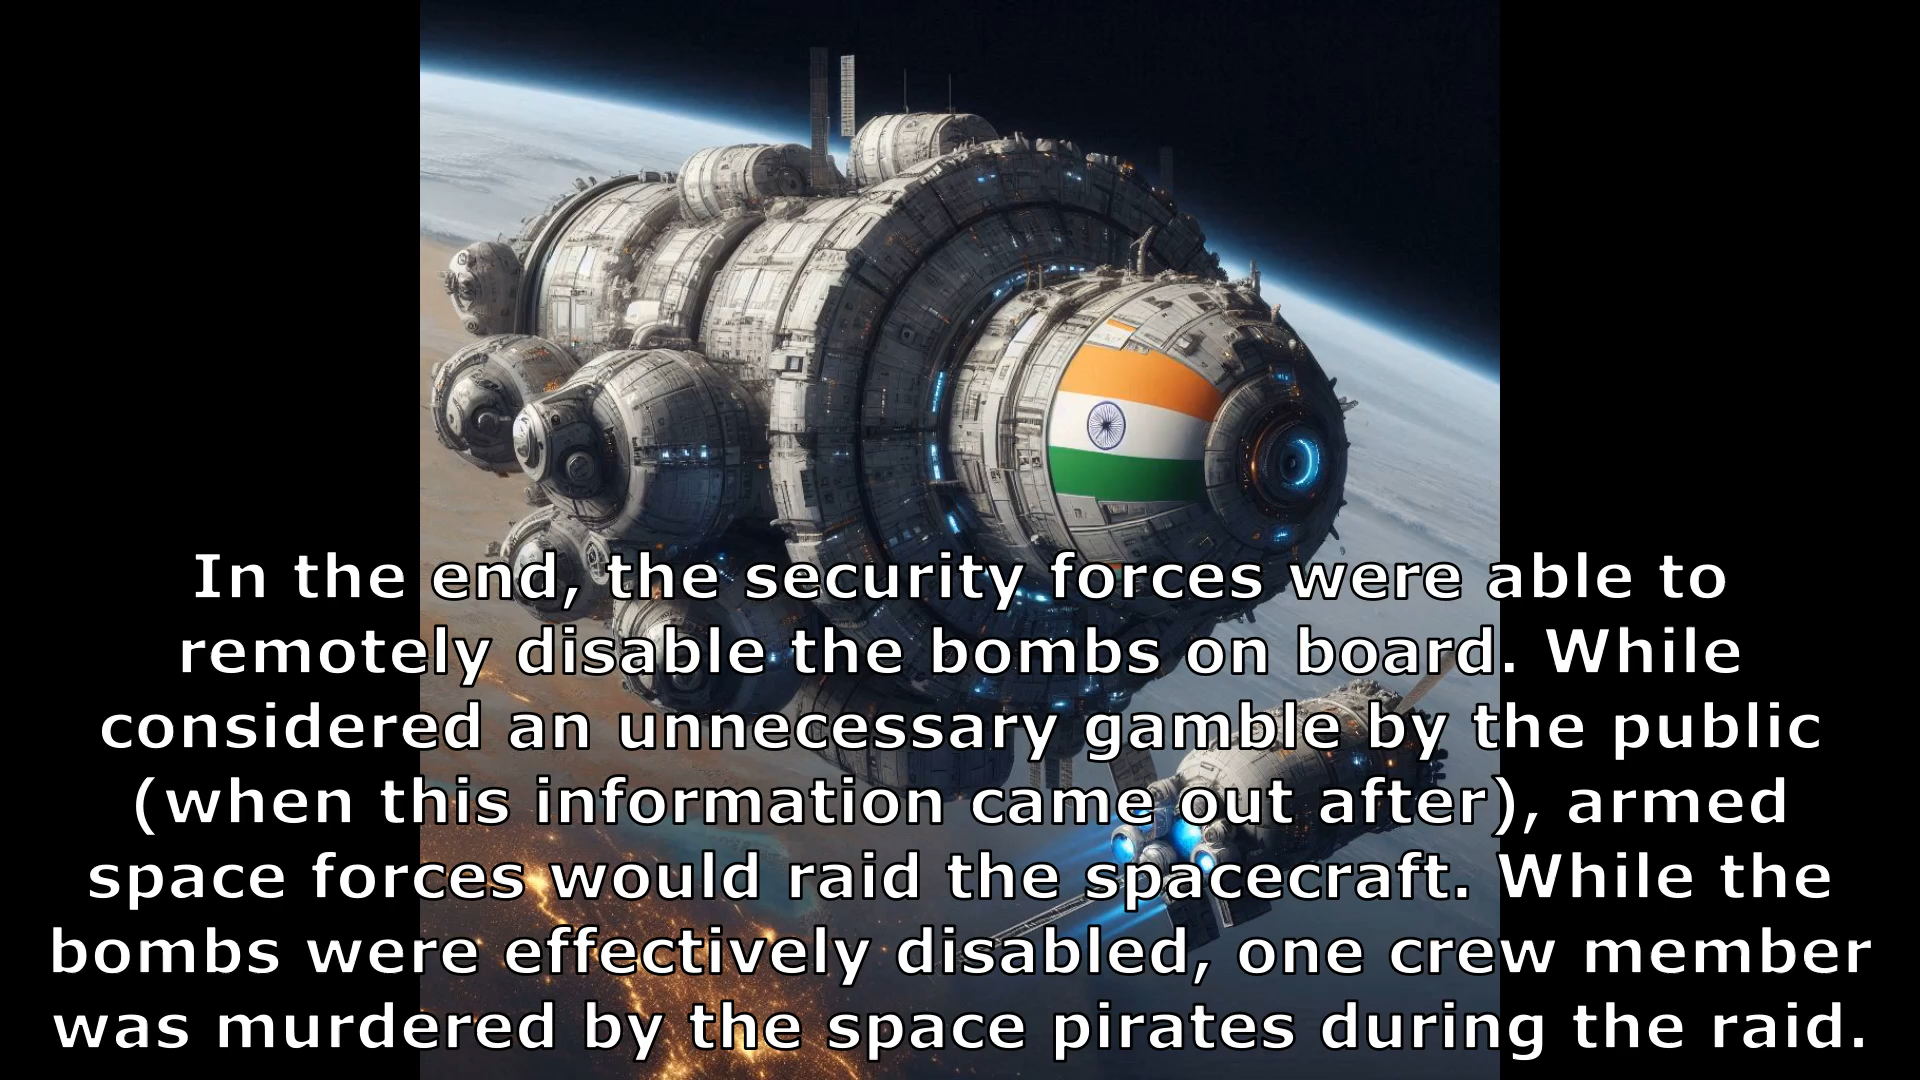 In the end, the security forces were able to
remotely disable the bombs on board. While
considered an unnecessary gamble by the public
(when this information came out after), armed
space forces would raid the spacecraft. While the
bombs were effectively disabled, one crew member
was murdered by the space pirates during the raid.